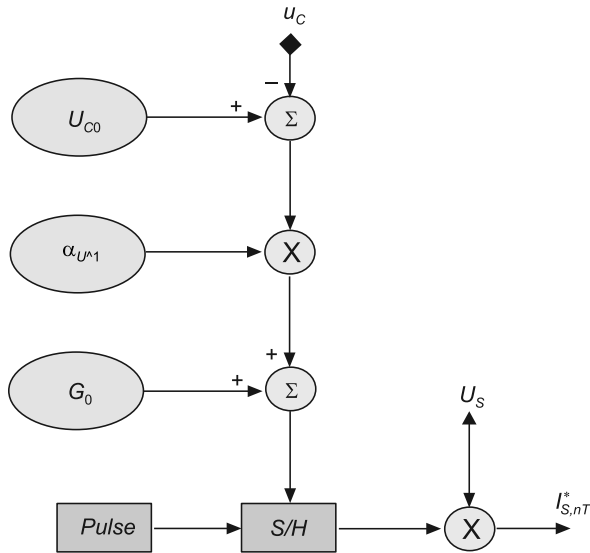 u_C
−
+
U_C0
Σ
α_U^1
X
+
+
G_0
Σ
U_S
Pulse
S/H
X
I*_S,nT